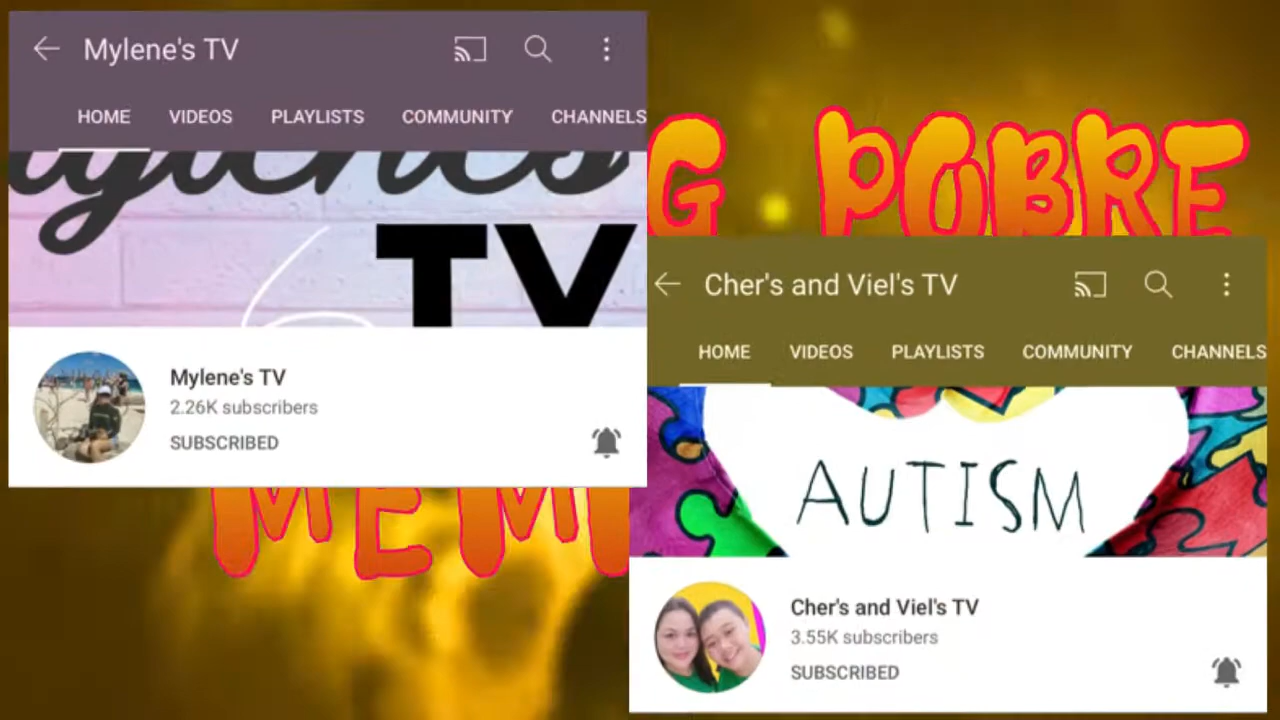 Mylene's TV
HOME VIDEOS PLAYLISTS COMMUNITY CHANNELS
TV
Mylene's TV
2.26K subscribers
SUBSCRIBED
G POBRE
Cher's and Viel's TV
HOME VIDEOS PLAYLISTS COMMUNITY CHANNELS
AUTISM
Cher's and Viel's TV
3.55K subscribers
SUBSCRIBED